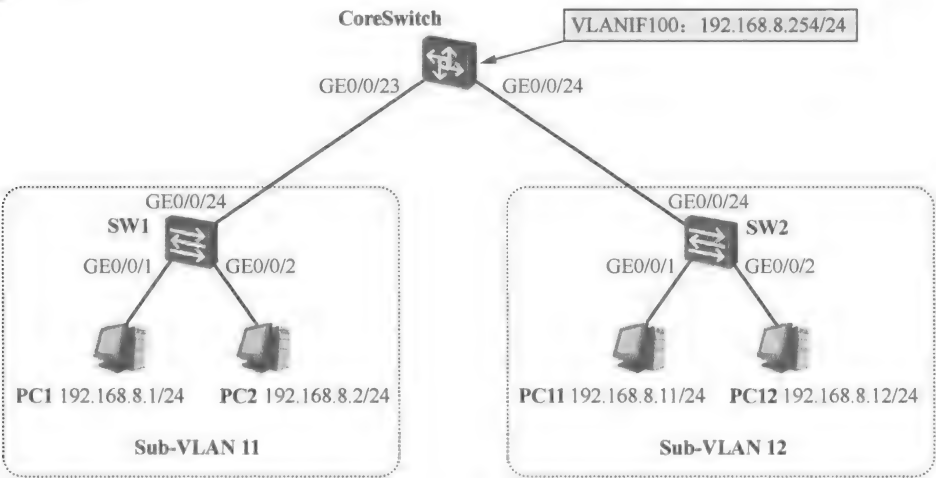 CoreSwitch
VLANIF100：192.168.8.254/24
GE0/0/23
GE0/0/24
GE0/0/24
SW1
GE0/0/1
GE0/0/2
PC1 192.168.8.1/24
PC2 192.168.8.2/24
Sub-VLAN 11
GE0/0/24
SW2
GE0/0/1
GE0/0/2
PC11 192.168.8.11/24
PC12 192.168.8.12/24
Sub-VLAN 12